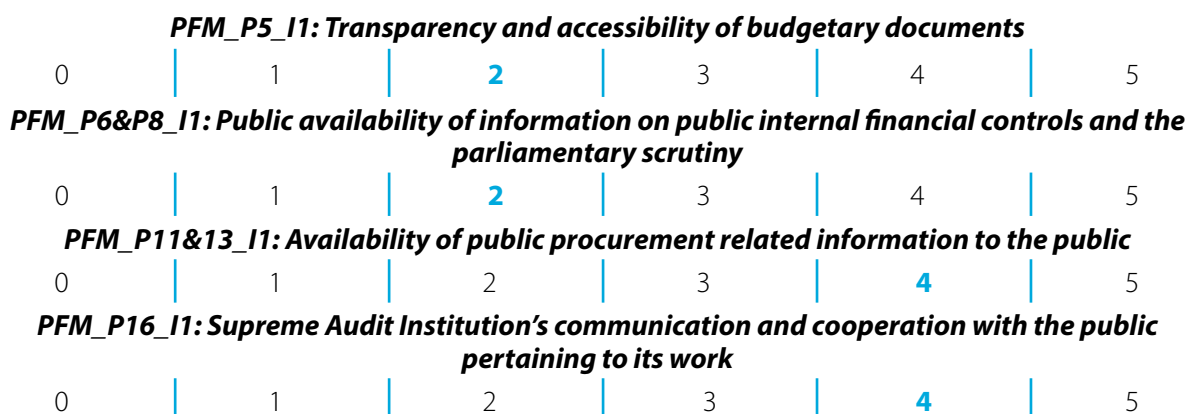 PFM_P5_I1: Transparency and accessibility of budgetary documents
0 1 2 3 4 5
PFM_P6&P8_I1: Public availability of information on public internal financial controls and the
parliamentary scrutiny
0 1 2 3 4 5
PFM_P11&13_I1: Availability of public procurement related information to the public
0 1 2 3 4 5
PFM_P16_I1: Supreme Audit Institution’s communication and cooperation with the public
pertaining to its work
0 1 2 3 4 5